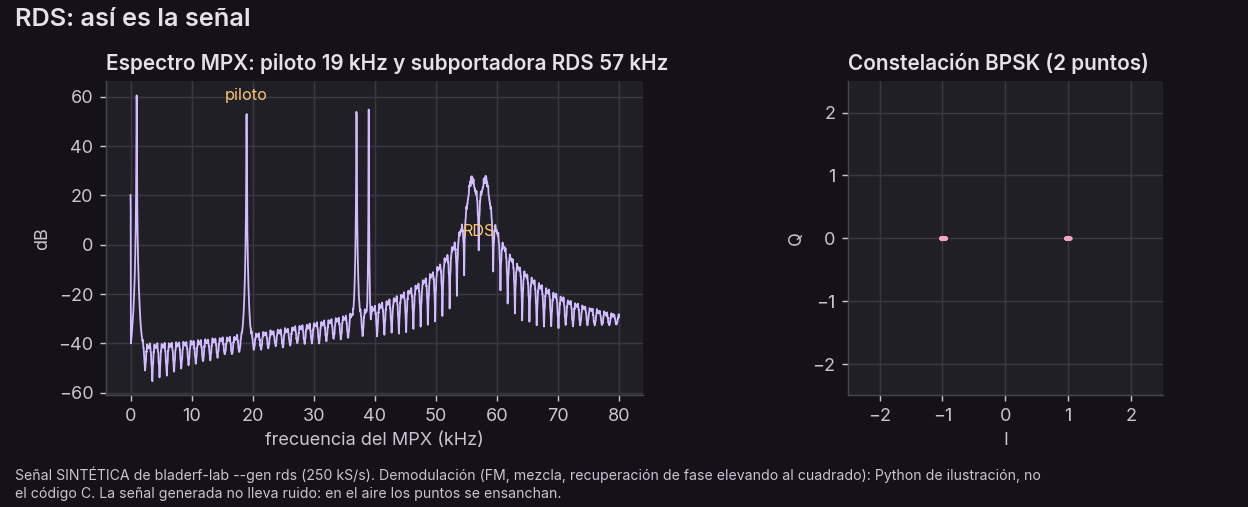 RDS: así es la señal
Espectro MPX: piloto 19 kHz y subportadora RDS 57 kHz
60
40
20
0
−20
−40
−60
dB
piloto
RDS
0 10 20 30 40 50 60 70 80
frecuencia del MPX (kHz)
Constelación BPSK (2 puntos)
2
1
0
−1
−2
Q
−2 −1 0 1 2
I
Señal SINTÉTICA de bladerf-lab --gen rds (250 kS/s). Demodulación (FM, mezcla, recuperación de fase elevando al cuadrado): Python de ilustración, no
el código C. La señal generada no lleva ruido: en el aire los puntos se ensanchan.